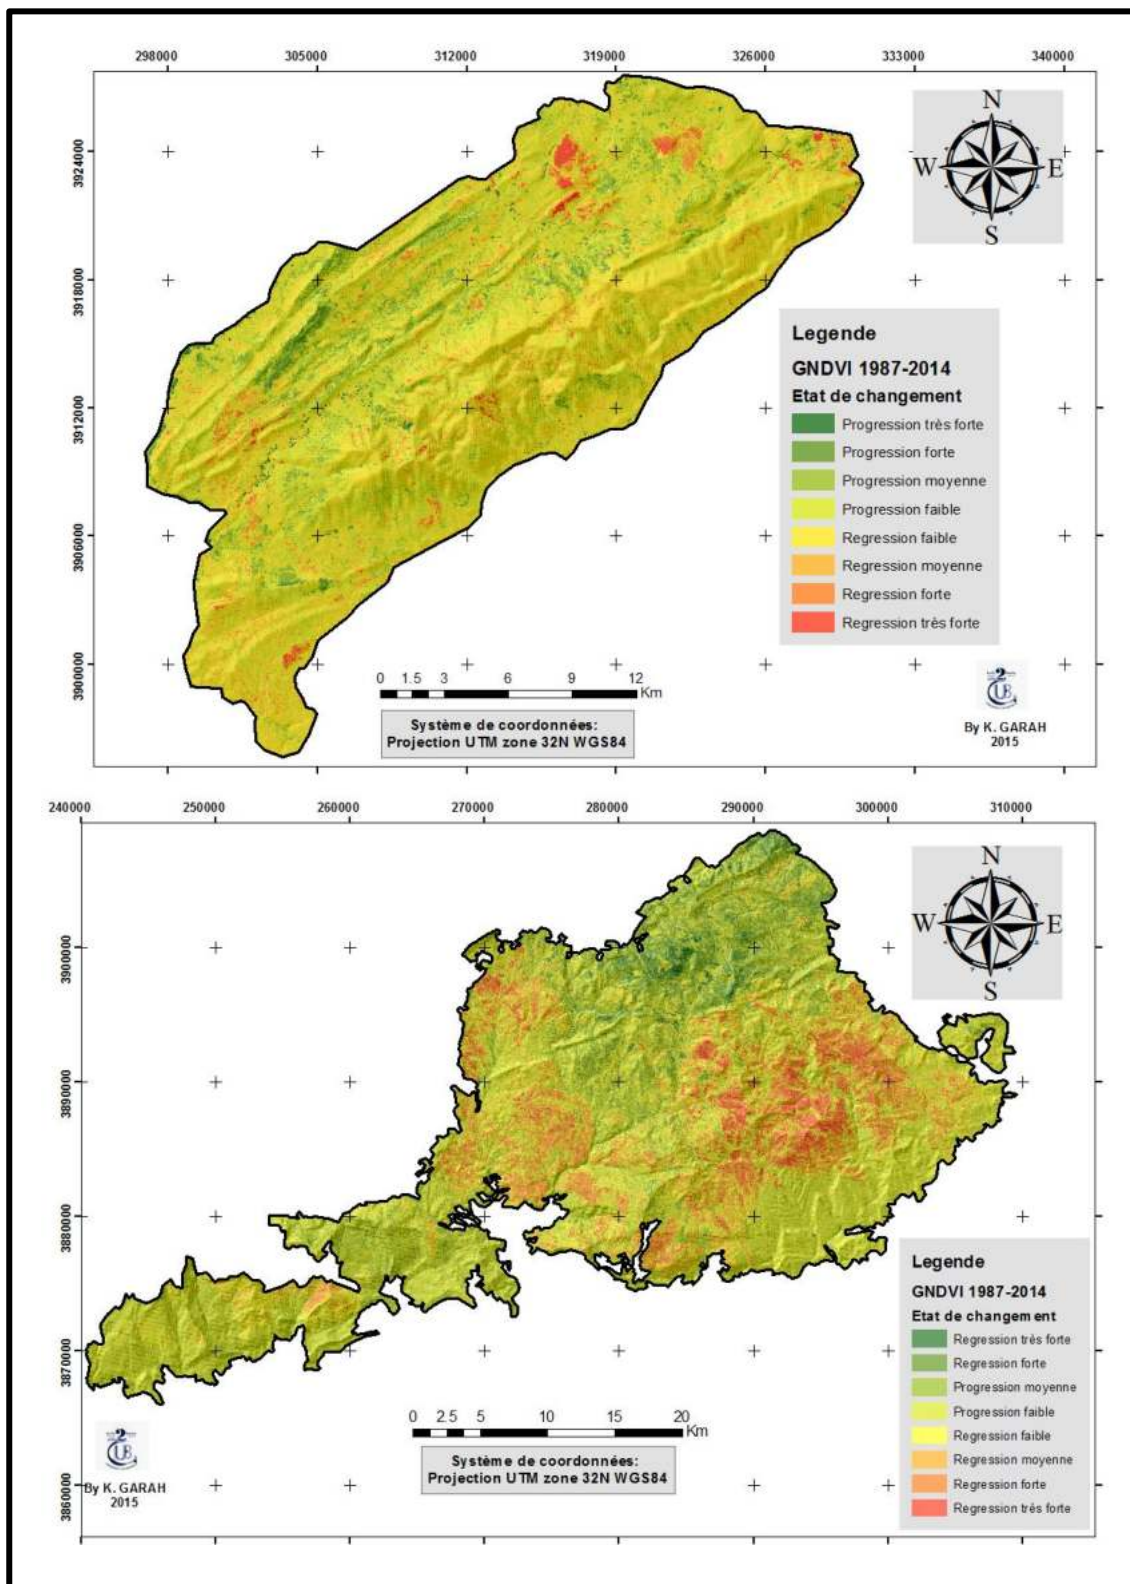 298000 305000 312000 319000 326000 333000 340000
3924000
3918000
3912000
3906000
3900000
N
W E
S
Legende
GNDVI 1987-2014
Etat de changement
Progression très forte
Progression forte
Progression moyenne
Progression faible
Regression faible
Regression moyenne
Regression forte
Regression très forte
0 1.5 3 6 9 12
Km
Système de coordonnées:
Projection UTM zone 32N WGS84
2
UB
By K. GARAH
2015
240000 250000 260000 270000 280000 290000 300000 310000
3900000
3890000
3880000
3870000
3860000
N
W E
S
Legende
GNDVI 1987-2014
Etat de changement
Regression très forte
Regression forte
Progression moyenne
Progression faible
Regression faible
Regression moyenne
Regression forte
Regression très forte
0 2.5 5 10 15 20
Km
Système de coordonnées:
Projection UTM zone 32N WGS84
2
UB
By K. GARAH
2015